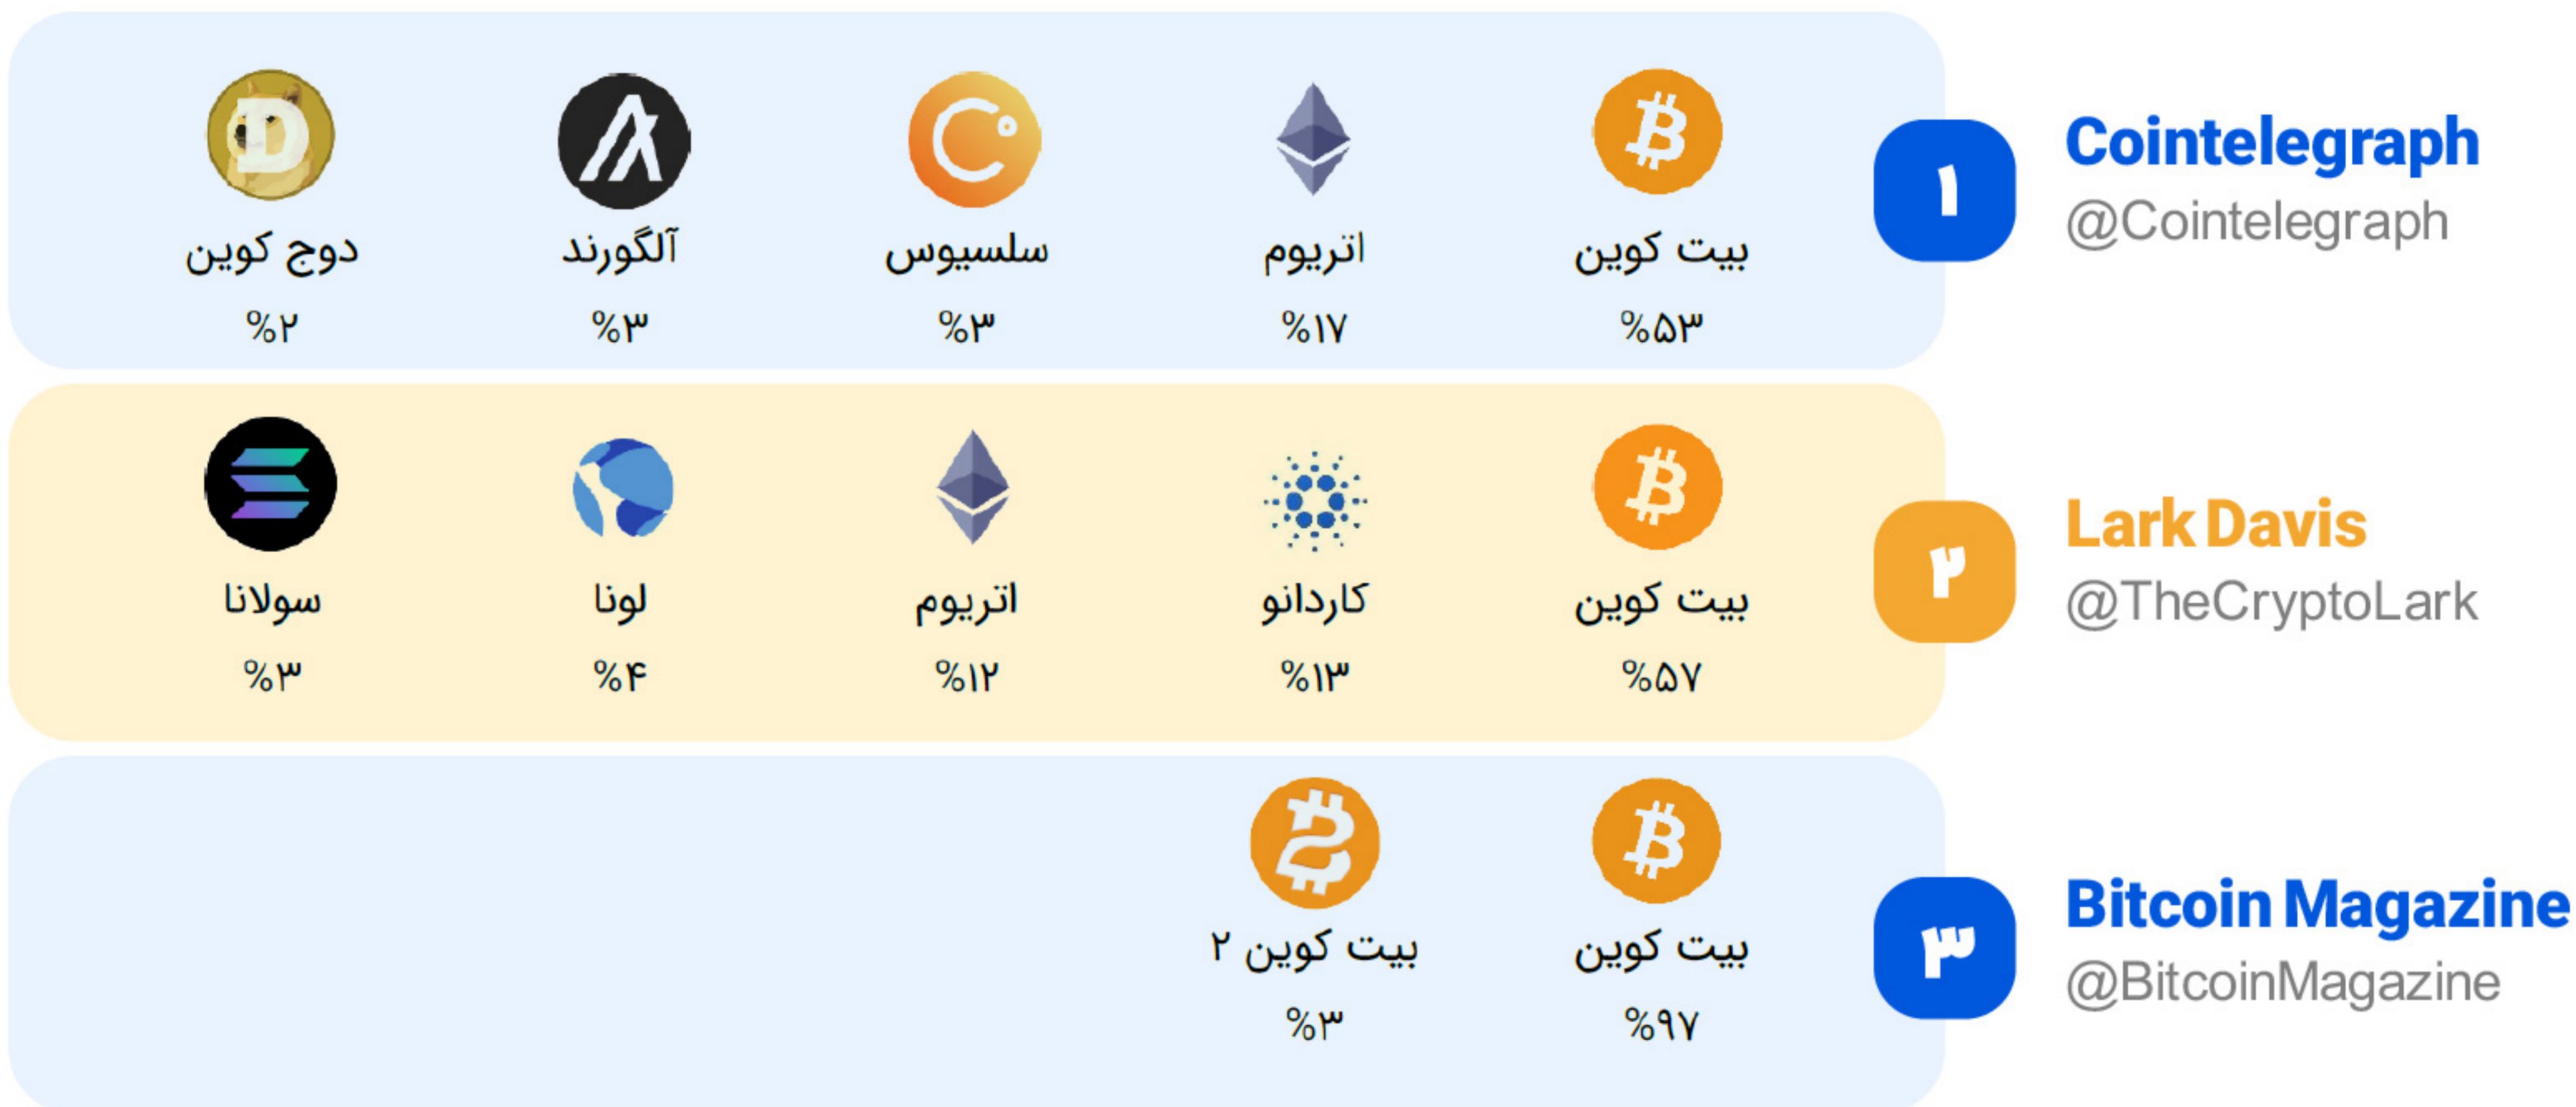 Cointelegraph
@Cointelegraph
۱
بیت کوین
%۵۳
اتریوم
%۱۷
سلسیوس
%۳
آلگورند
%۳
دوج کوین
%۲
Lark Davis
@TheCryptoLark
۲
بیت کوین
%۵۷
کاردانو
%۱۳
اتریوم
%۱۲
لونا
%۴
سولانا
%۳
Bitcoin Magazine
@BitcoinMagazine
۳
بیت کوین
%۹۷
بیت کوین ۲
%۳